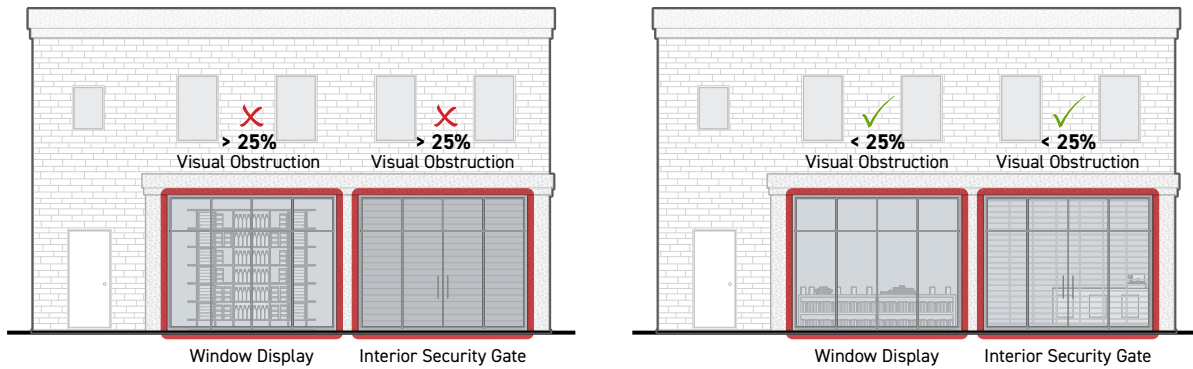 > 25%
Visual Obstruction
> 25%
Visual Obstruction
Window Display
Interior Security Gate
< 25%
Visual Obstruction
< 25%
Visual Obstruction
Window Display
Interior Security Gate